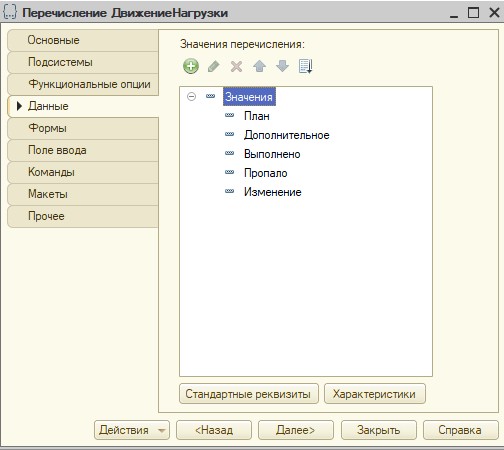 Перечисление ДвижениеНагрузки
Основные
Подсистемы
Функциональные опции
Данные
Формы
Поле ввода
Команды
Макеты
Прочее
Значения перечисления:
Значения
План
Дополнительное
Выполнено
Пропало
Изменение
Стандартные реквизиты
Характеристики
Действия
<Назад
Далее>
Закрыть
Справка